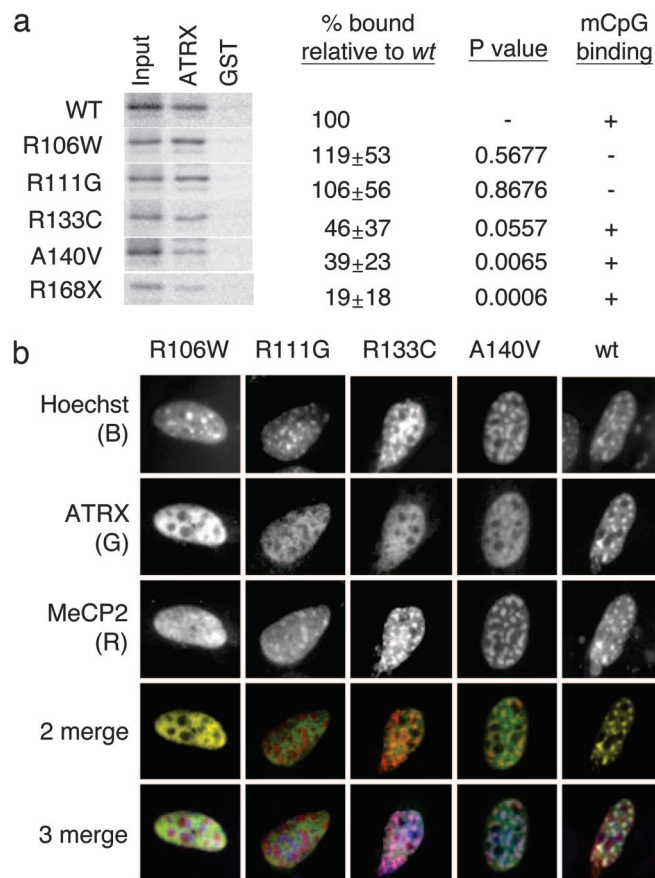 a
Input ATRX GST
% bound relative to wt P value mCpG binding
WT 100 - +
R106W 119±53 0.5677 -
R111G 106±56 0.8676 -
R133C 46±37 0.0557 +
A140V 39±23 0.0065 +
R168X 19±18 0.0006 +
b
R106W R111G R133C A140V wt
Hoechst
(B)
ATRX
(G)
MeCP2
(R)
2 merge
3 merge